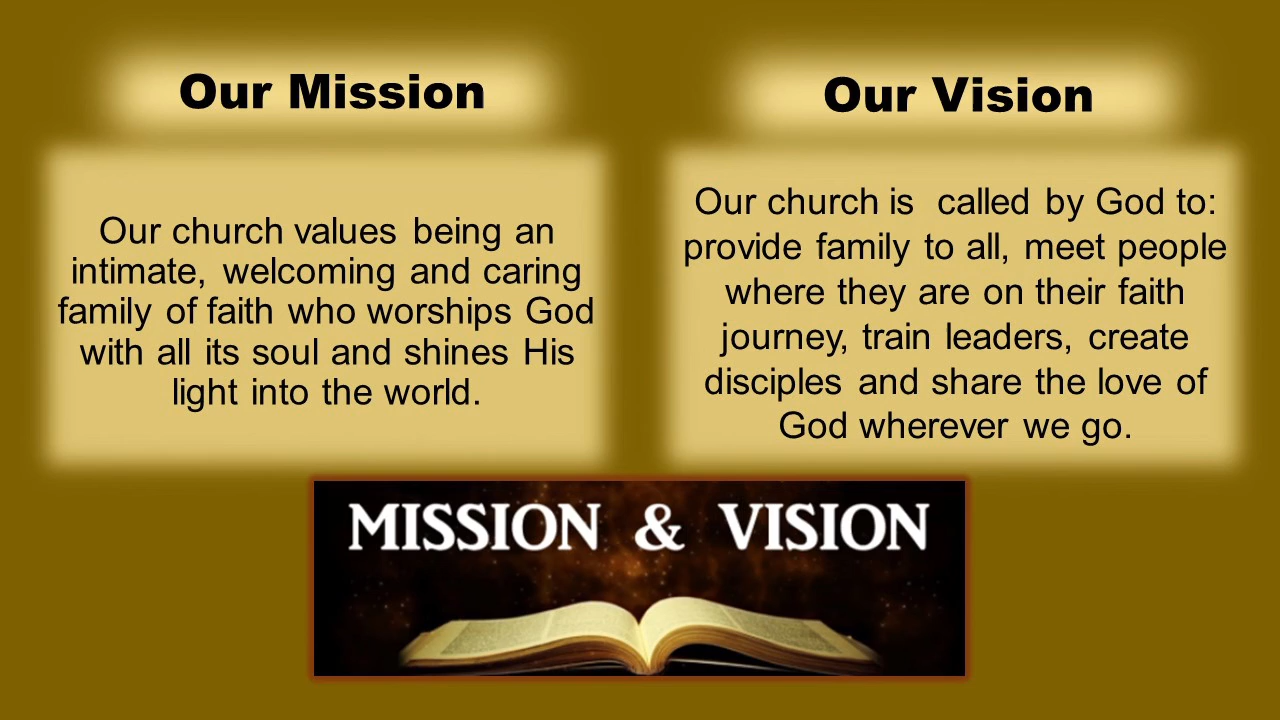 Our Mission
Our church values being an
intimate, welcoming and caring
family of faith who worships God
with all its soul and shines His
light into the world.
Our Vision
Our church is  called by God to:
provide family to all, meet people
where they are on their faith
journey, train leaders, create
disciples and share the love of
God wherever we go.
MISSION & VISION